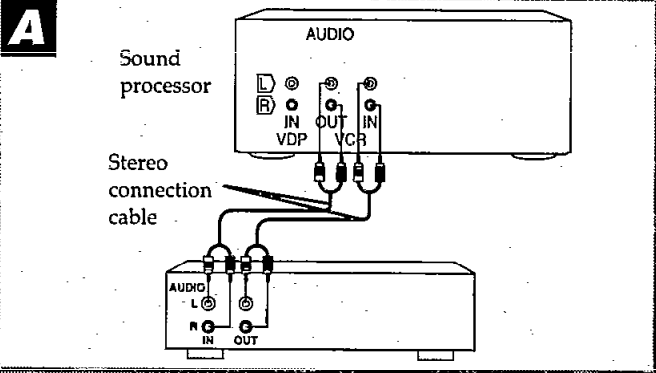 A
AUDIO
Sound
processor
L
R
IN OUT IN
VDP VCR
Stereo
connection
cable
AUDIO
L
R
IN OUT